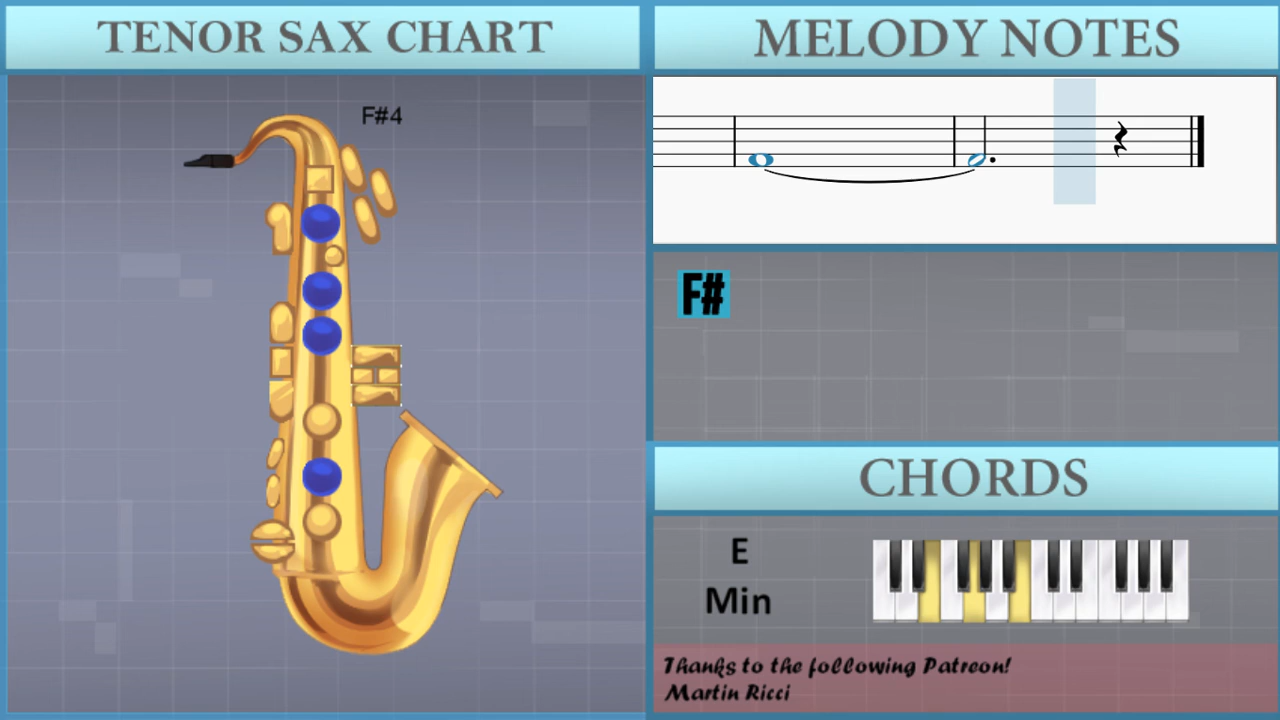 TENOR SAX CHART
F#4
MELODY NOTES
F#
CHORDS
E
Min
Thanks to the following Patreon!
Martin Ricci